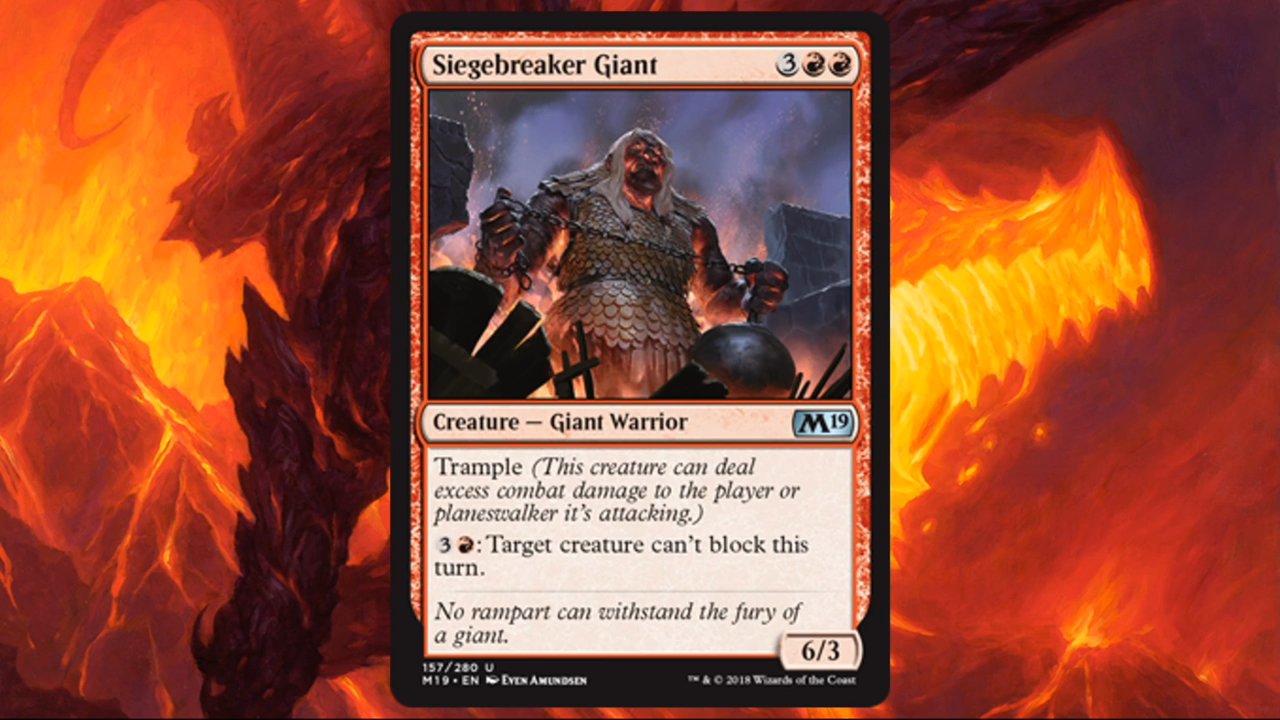 Siegebreaker Giant 3
Creature — Giant Warrior M19
Trample (This creature can deal
excess combat damage to the player or
planeswalker it's attacking.)
3 : Target creature can't block this
turn.
No rampart can withstand the fury of
a giant.
6/3
157/280 U
M19 • EN Even Amundsen ™ & © 2018 Wizards of the Coast